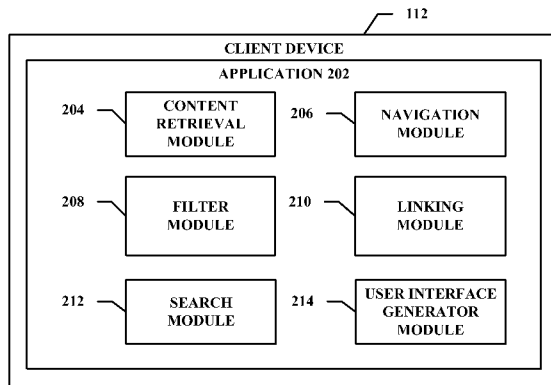 112
CLIENT DEVICE
APPLICATION 202
204
CONTENT
RETRIEVAL
MODULE
206
NAVIGATION
MODULE
208
FILTER
MODULE
210
LINKING
MODULE
212
SEARCH
MODULE
214
USER INTERFACE
GENERATOR
MODULE